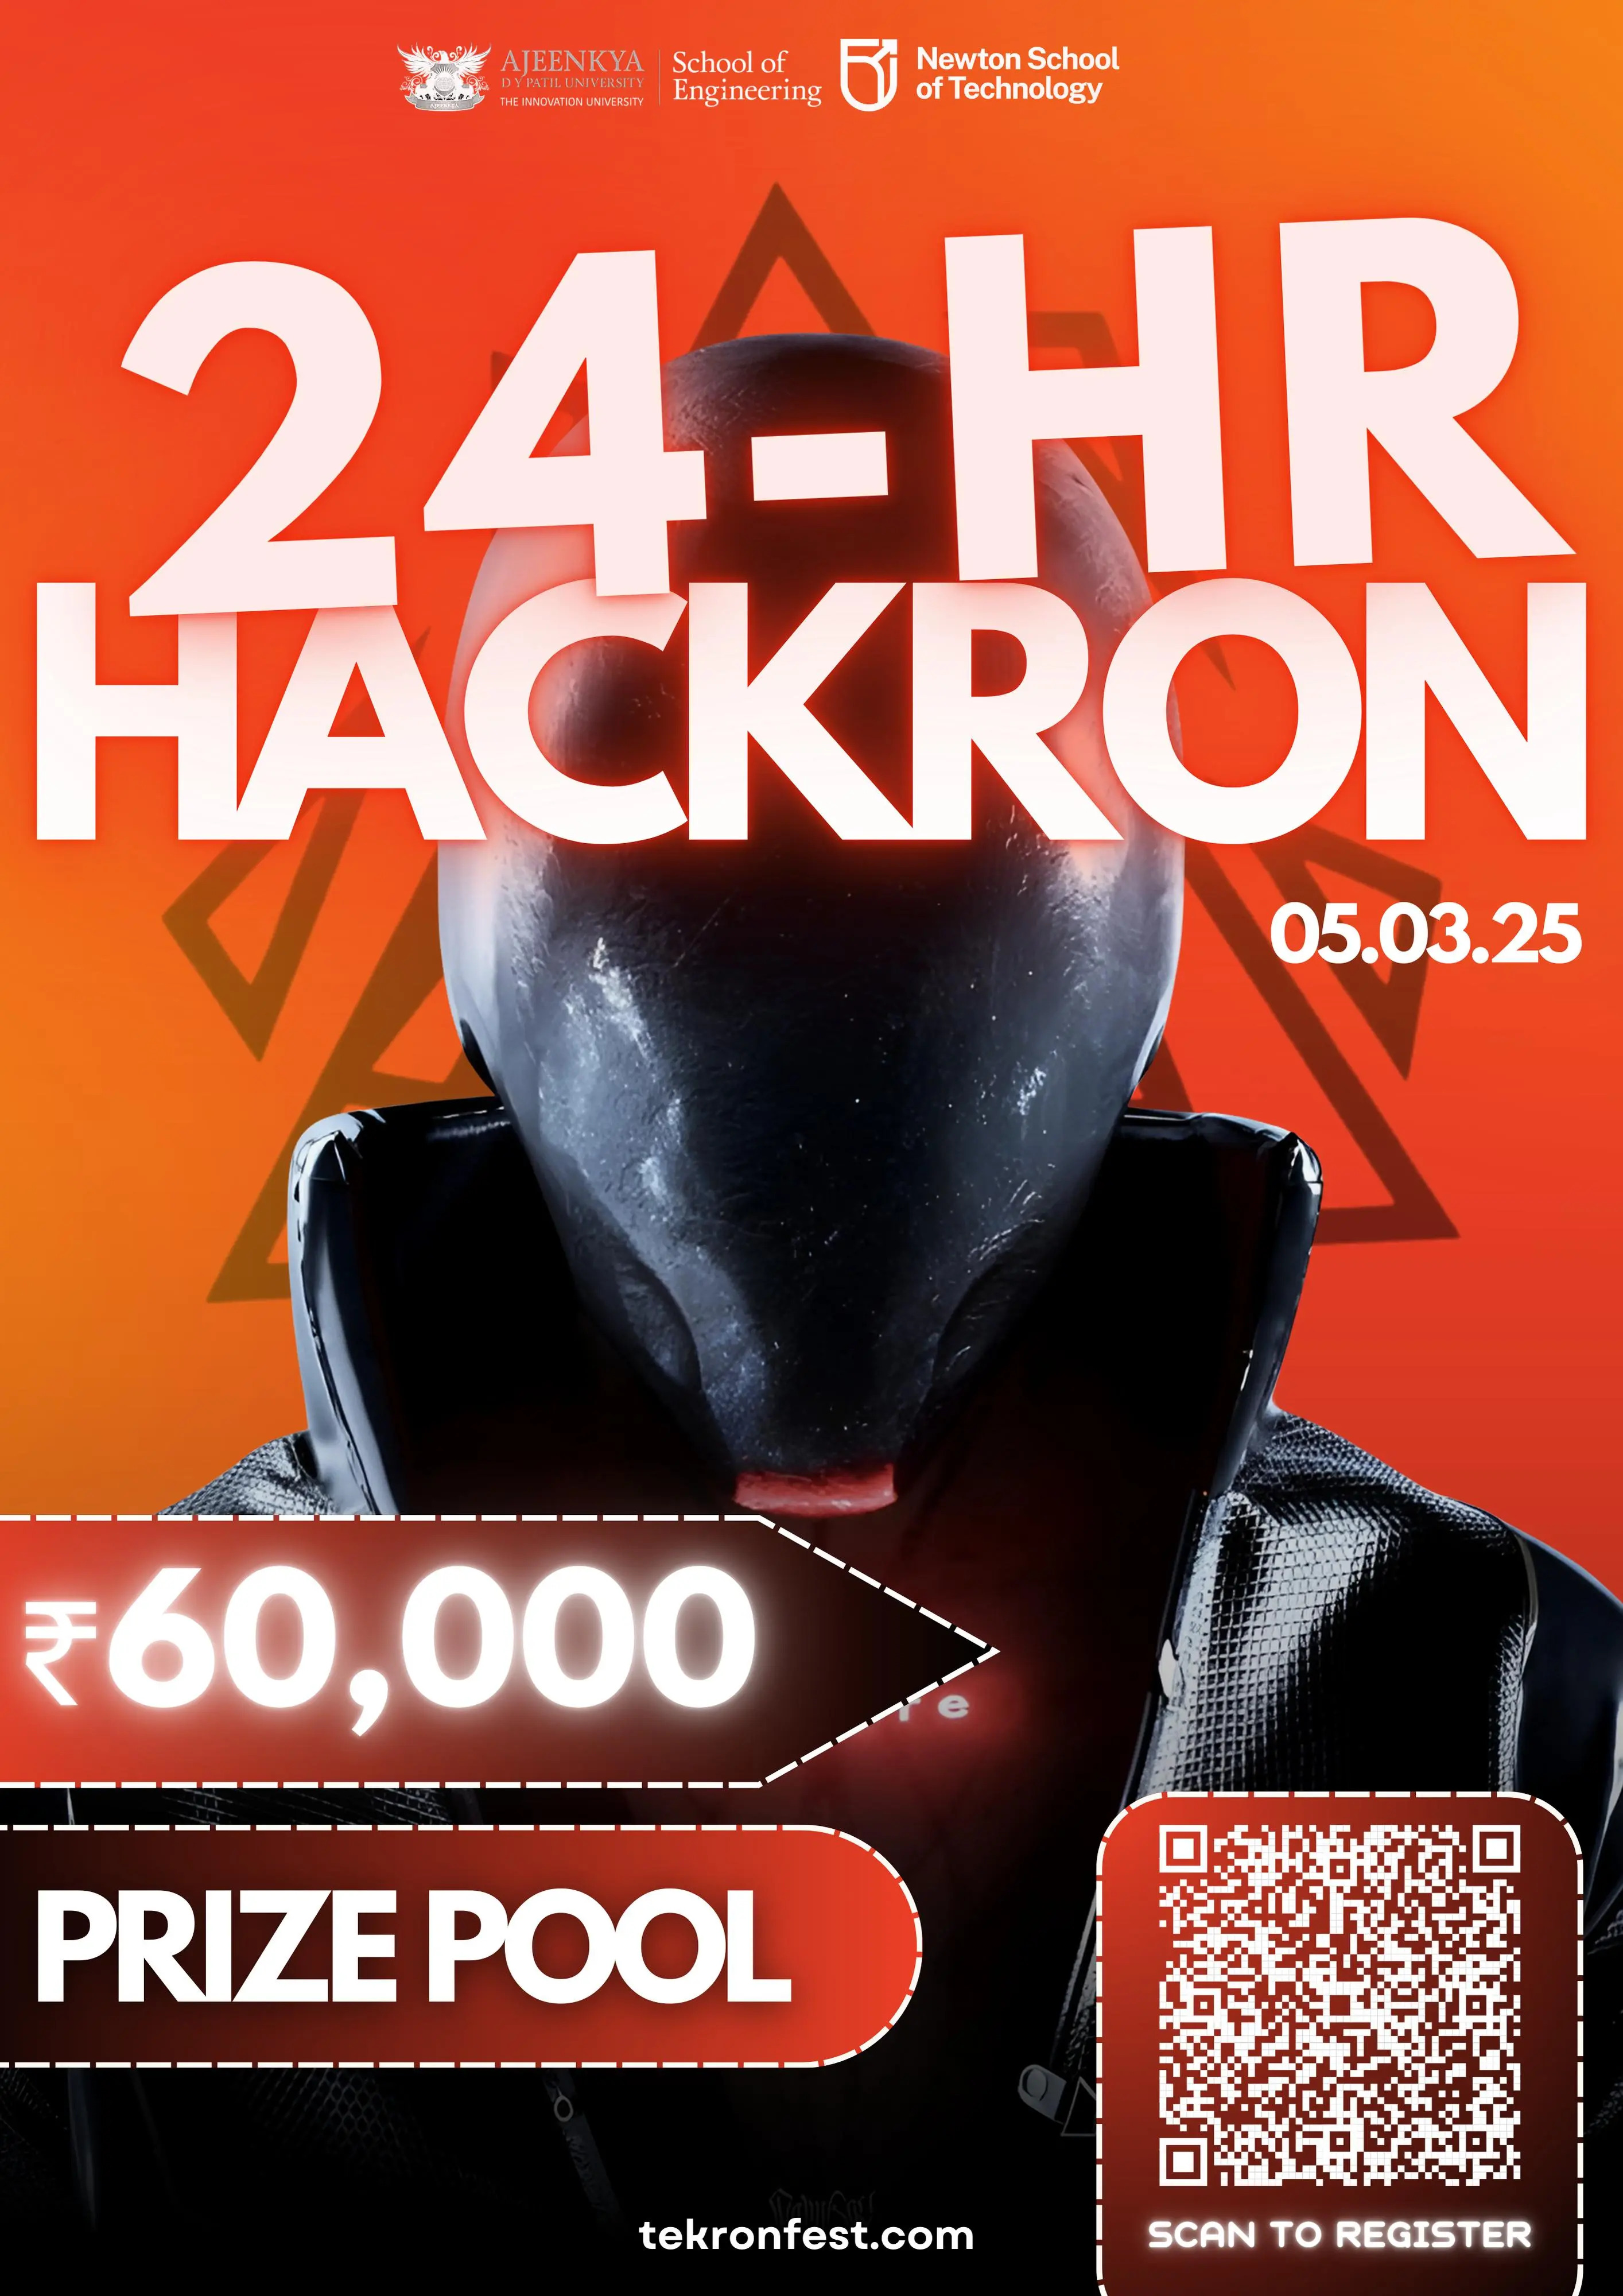 AJEENKYA
D Y PATIL UNIVERSITY
THE INNOVATION UNIVERSITY
School of
Engineering
Newton School
of Technology
24-HR
HACKRON
05.03.25
₹60,000
re
PRIZE POOL
tekronfest.com
SCAN TO REGISTER